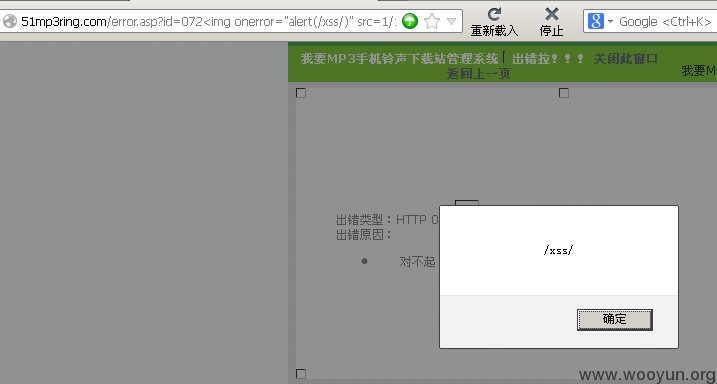 51mp3ring.com/error.asp?id=072<img onerror="alert(/xss/)" src=1/:
重新载入
停止
Google <Ctrl+K>
我要MP3手机铃声下载站管理系统 出错拉！！！ 关闭此窗口
返回上一页
我要M
出错类型：HTTP 0
出错原因：
对不起
/xss/
确定
www.wooyun.org